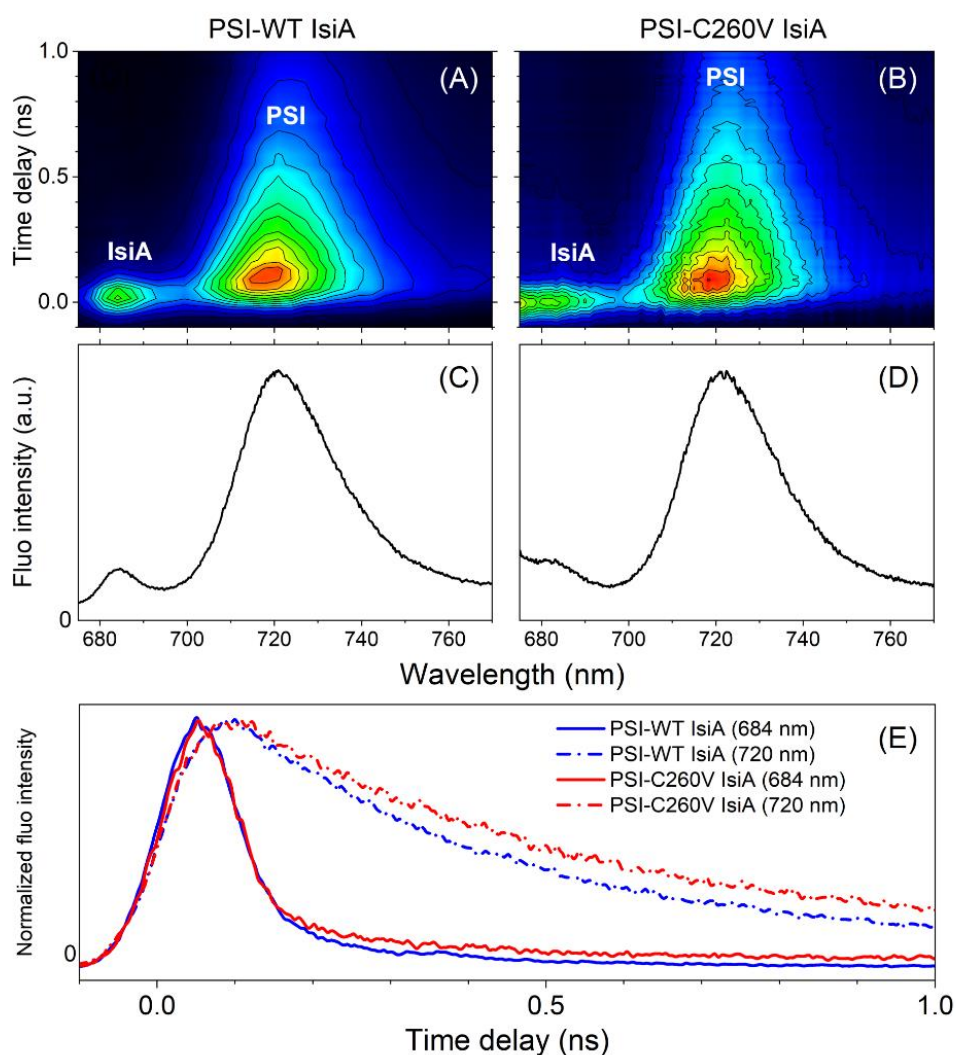 PSI-WT IsiA
PSI-C260V IsiA
Time delay (ns)
1.0
0.5
0.0
(A)
PSI
IsiA
(B)
PSI
IsiA
Fluo intensity (a.u.)
0
(C)
(D)
680 700 720 740 760
680 700 720 740 760
Wavelength (nm)
Normalized fluo intensity
0
PSI-WT IsiA (684 nm)
PSI-WT IsiA (720 nm)
PSI-C260V IsiA (684 nm)
PSI-C260V IsiA (720 nm)
(E)
0.0 0.5 1.0
Time delay (ns)